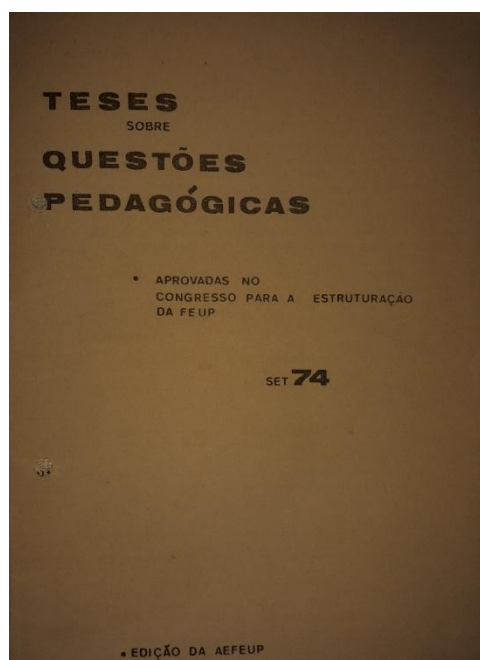 TESES
SOBRE
QUESTÕES
PEDAGÓGICAS
• APROVADAS NO
CONGRESSO PARA A ESTRUTURAÇÃO
DA FEUP
SET 74
• EDIÇÃO DA AEFEUP